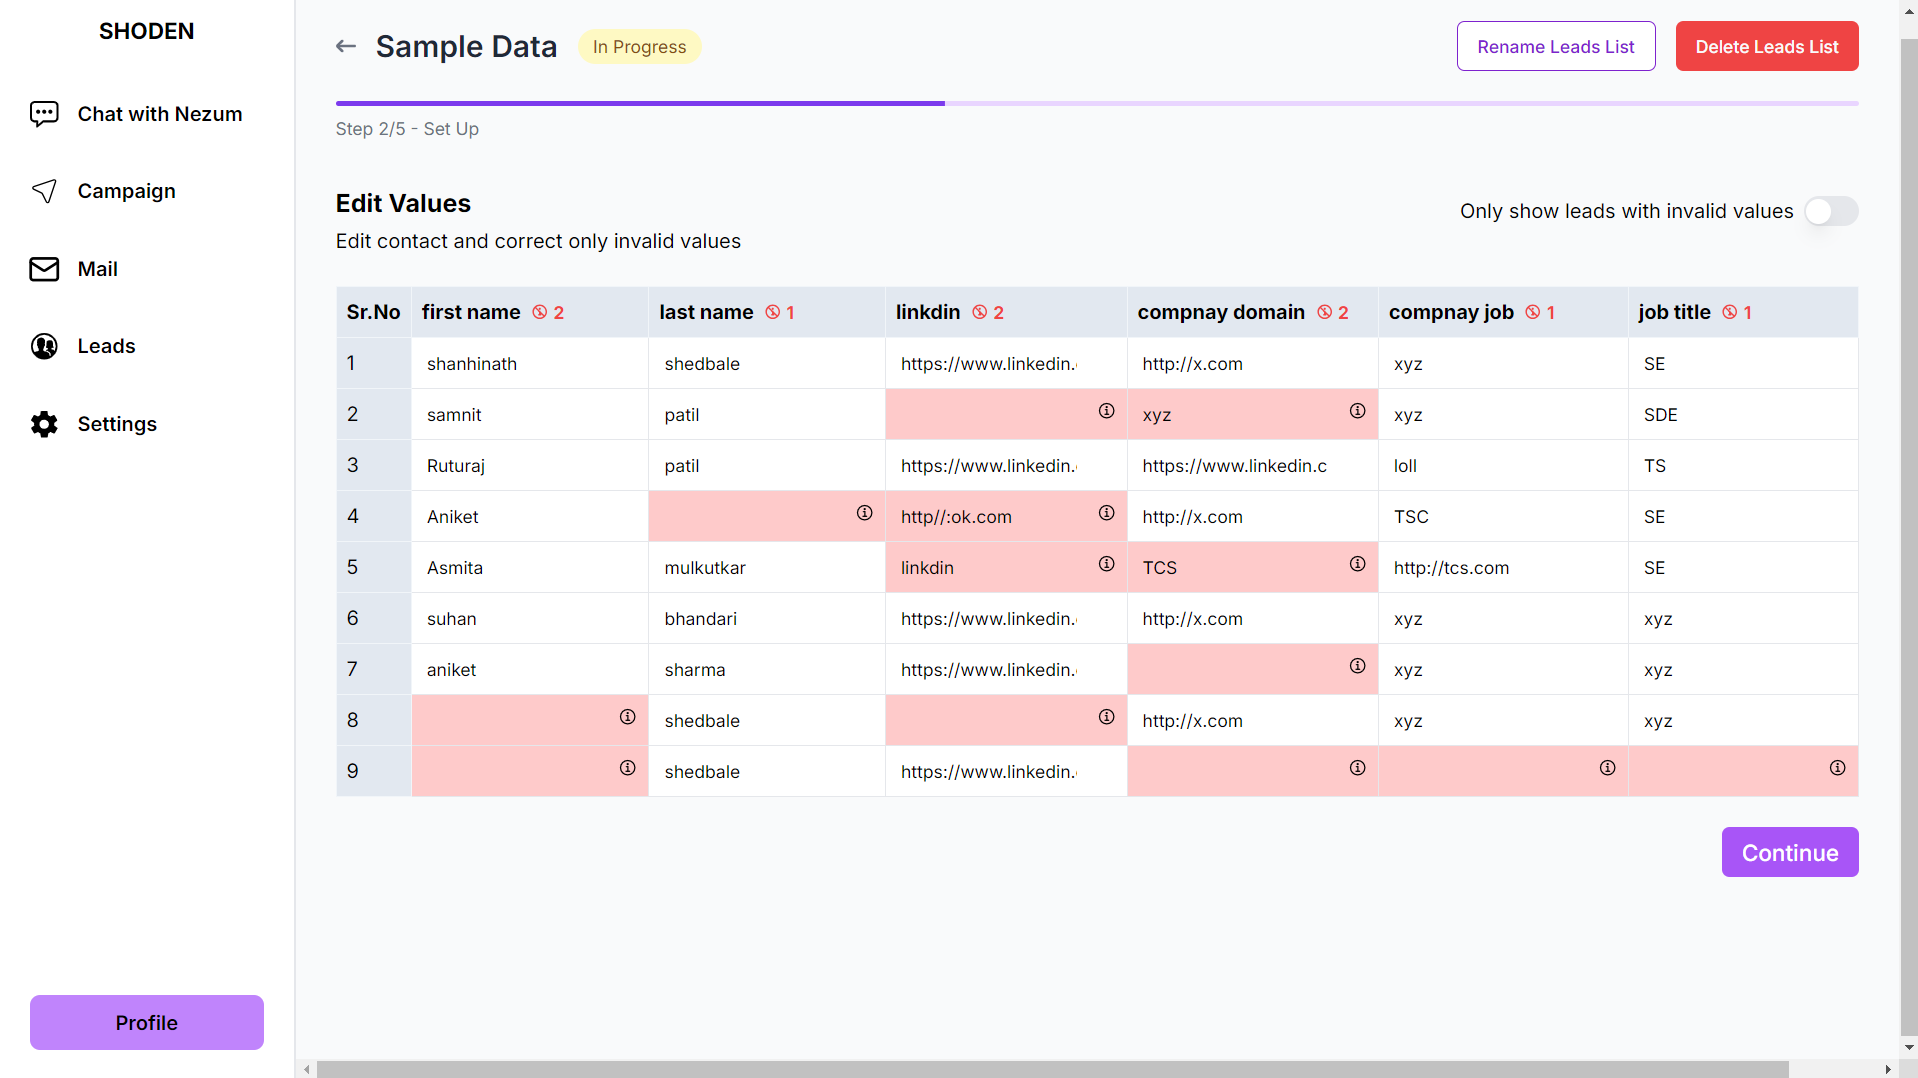 SHODEN
Chat with Nezum
Campaign
Mail
Leads
Settings
Profile
Sample Data In Progress Rename Leads List Delete Leads List
Step 2/5 - Set Up
Edit Values
Edit contact and correct only invalid values
Only show leads with invalid values
Sr.No first name 2 last name 1 linkdin 2 compnay domain 2 compnay job 1 job title 1
1 shanhinath shedbale https://www.linkedin. http://x.com xyz SE
2 samnit patil xyz xyz SDE
3 Ruturaj patil https://www.linkedin. https://www.linkedin.c loll TS
4 Aniket http//:ok.com http://x.com TSC SE
5 Asmita mulkutkar linkdin TCS http://tcs.com SE
6 suhan bhandari https://www.linkedin. http://x.com xyz xyz
7 aniket sharma https://www.linkedin. xyz xyz
8 shedbale http://x.com xyz xyz
9 shedbale https://www.linkedin.
Continue